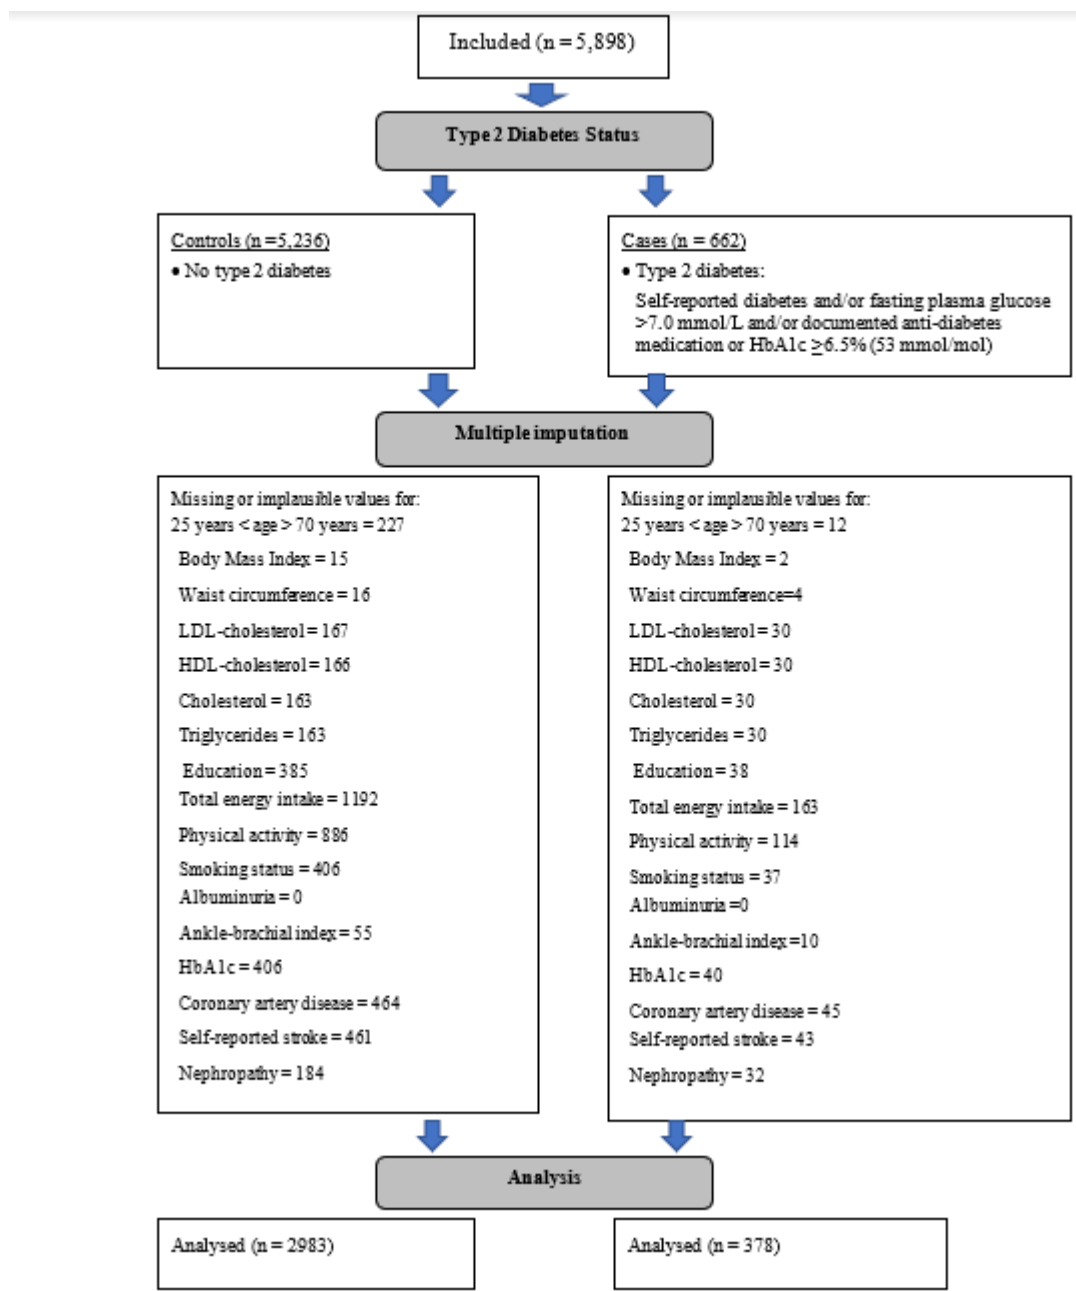 Included (n = 5,898)
Type 2 Diabetes Status
Controls (n =5,236)
• No type 2 diabetes
Cases (n = 662)
• Type 2 diabetes:
Self-reported diabetes and/or fasting plasma glucose
>7.0 mmol/L and/or documented anti-diabetes
medication or HbA1c ≥6.5% (53 mmol/mol)
Multiple imputation
Missing or implausible values for:
25 years < age > 70 years = 227
Body Mass Index = 15
Waist circumference = 16
LDL-cholesterol = 167
HDL-cholesterol = 166
Cholesterol = 163
Triglycerides = 163
Education = 385
Total energy intake = 1192
Physical activity = 886
Smoking status = 406
Albuminuria = 0
Ankle-brachial index = 55
HbA1c = 406
Coronary artery disease = 464
Self-reported stroke = 461
Nephropathy = 184
Missing or implausible values for:
25 years < age > 70 years = 12
Body Mass Index = 2
Waist circumference=4
LDL-cholesterol = 30
HDL-cholesterol = 30
Cholesterol = 30
Triglycerides = 30
Education = 38
Total energy intake = 163
Physical activity = 114
Smoking status = 37
Albuminuria =0
Ankle-brachial index =10
HbA1c = 40
Coronary artery disease = 45
Self-reported stroke = 43
Nephropathy = 32
Analysis
Analysed (n = 2983)
Analysed (n = 378)